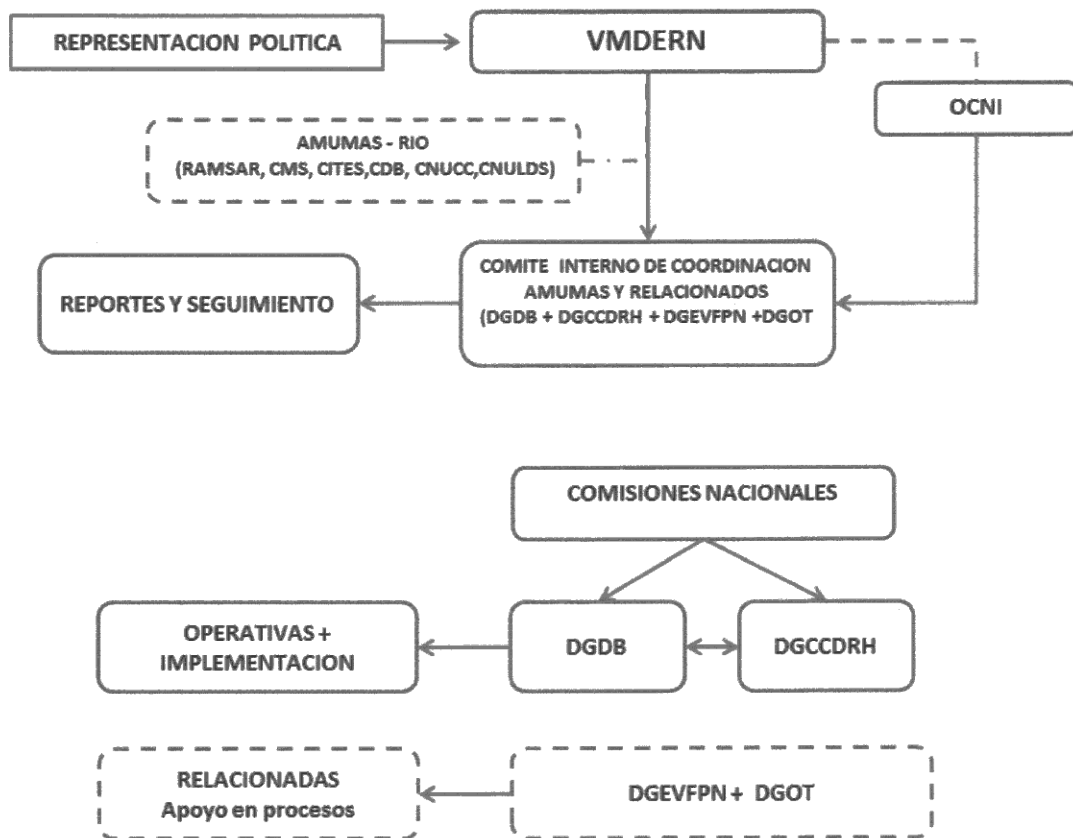 REPRESENTACION POLITICA
VMDERN
OCNI
AMUMAS - RIO
(RAMSAR, CMS, CITES,CDB, CNUCC,CNULDS)
COMITE INTERNO DE COORDINACION
AMUMAS Y RELACIONADOS
(DGDB + DGCCDRH + DGEVFPN +DGOT
REPORTES Y SEGUIMIENTO
COMISIONES NACIONALES
OPERATIVAS +
IMPLEMENTACION
DGDB
DGCCDRH
RELACIONADAS
Apoyo en procesos
DGEVFPN + DGOT